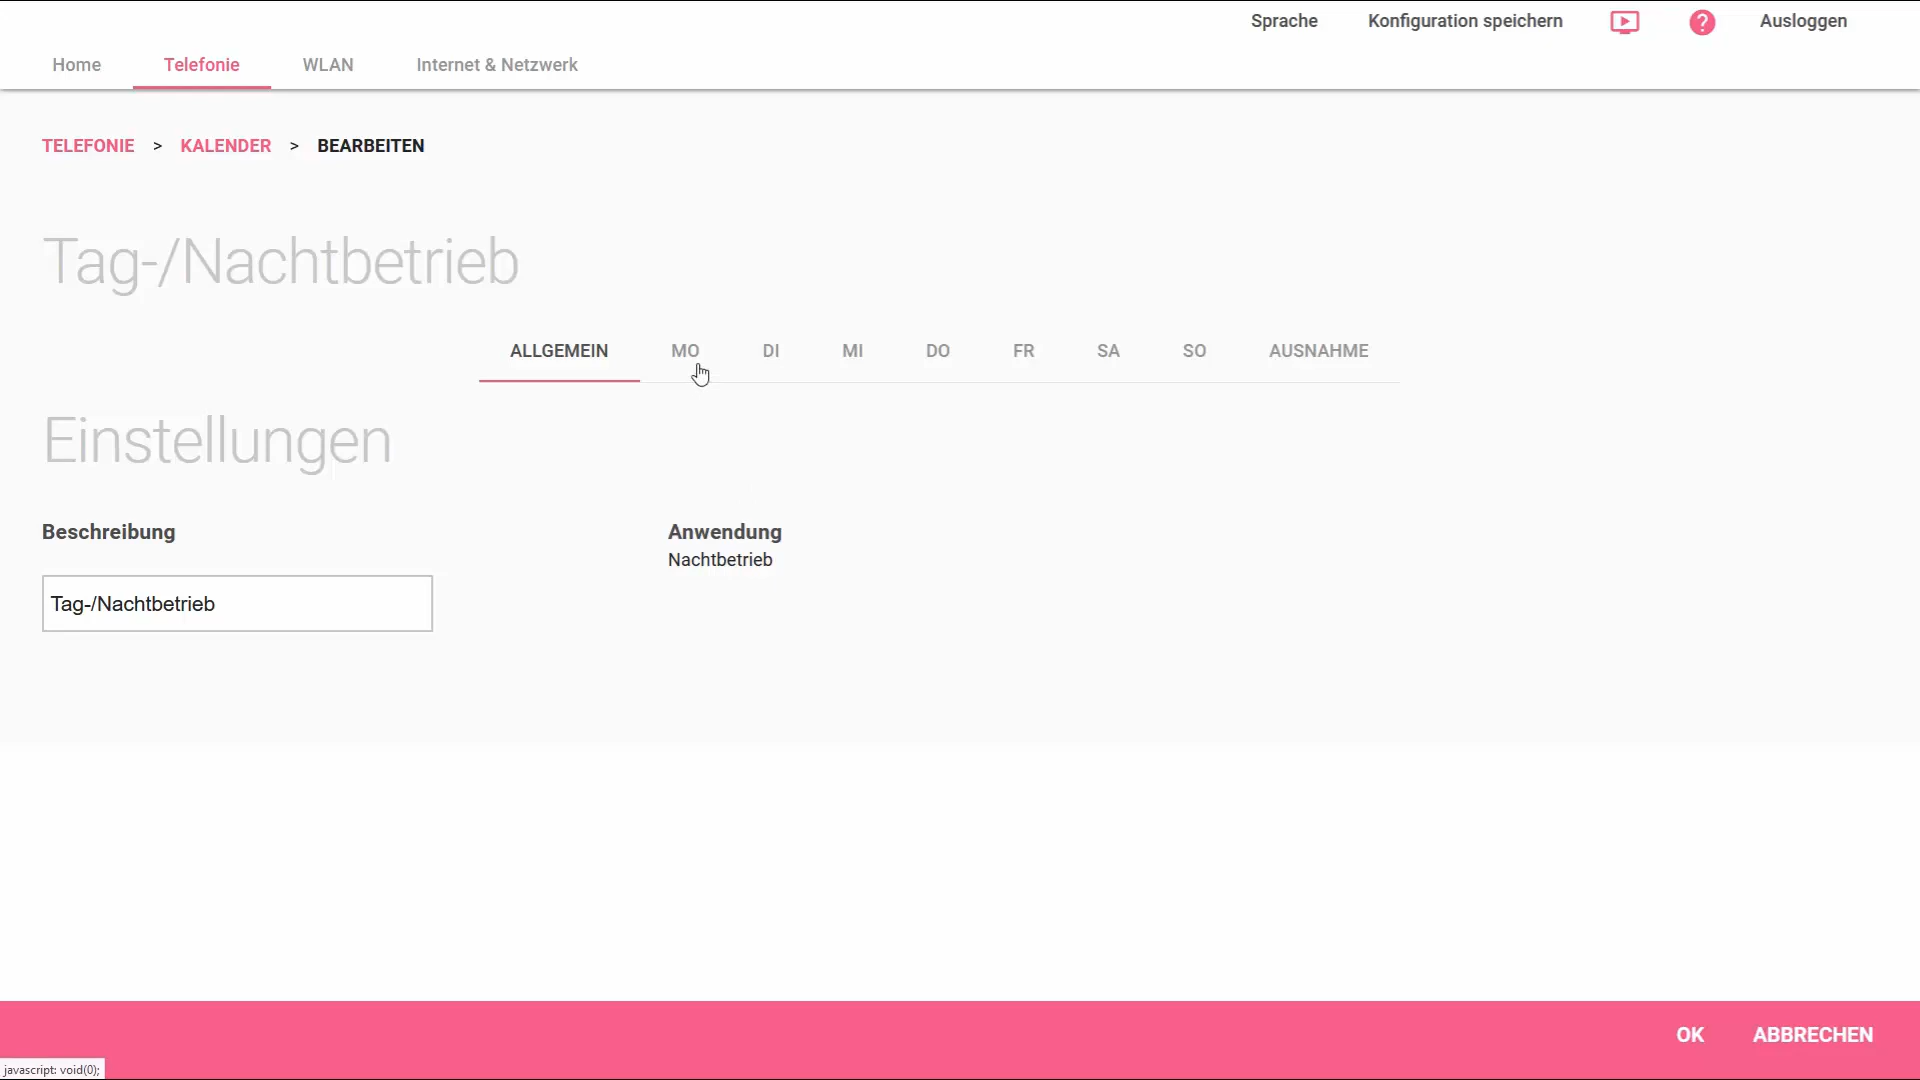 Sprache Konfiguration speichern ? Ausloggen
Home Telefonie WLAN Internet & Netzwerk
TELEFONIE > KALENDER > BEARBEITEN
Tag-/Nachtbetrieb
ALLGEMEIN MO DI MI DO FR SA SO AUSNAHME
Einstellungen
Beschreibung Anwendung
Nachtbetrieb
Tag-/Nachtbetrieb
OK ABBRECHEN
javascript: void(0);